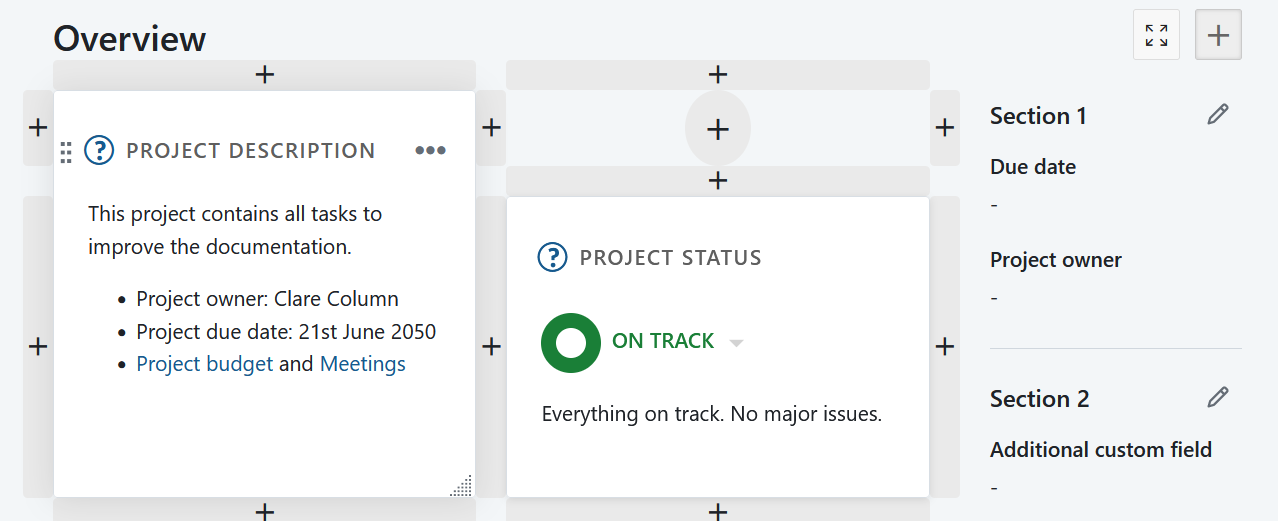 Overview
PROJECT DESCRIPTION
This project contains all tasks to
improve the documentation.
• Project owner: Clare Column
• Project due date: 21st June 2050
• Project budget and Meetings
PROJECT STATUS
ON TRACK
Everything on track. No major issues.
Section 1
Due date
-
Project owner
-
Section 2
Additional custom field
-